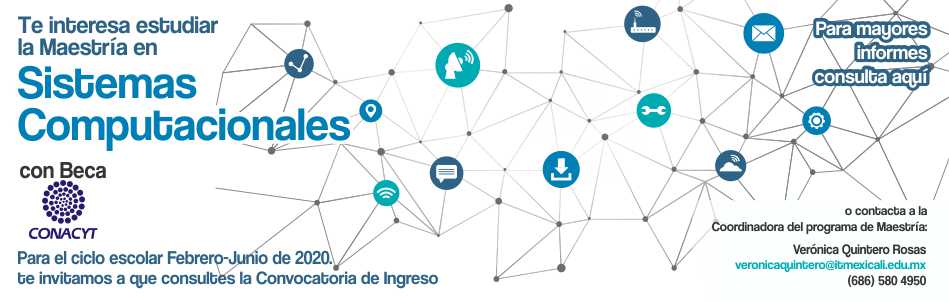 Te interesa estudiar
la Maestría en
Sistemas
Computacionales
con Beca
CONACYT
Para el ciclo escolar Febrero-Junio de 2020.
te invitamos a que consultes la Convocatoria de Ingreso
Para mayores
informes
consulta aquí
o contacta a la
Coordinadora del programa de Maestría:
Verónica Quintero Rosas
veronicaquintero@itmexicali.edu.mx
(686) 580 4950